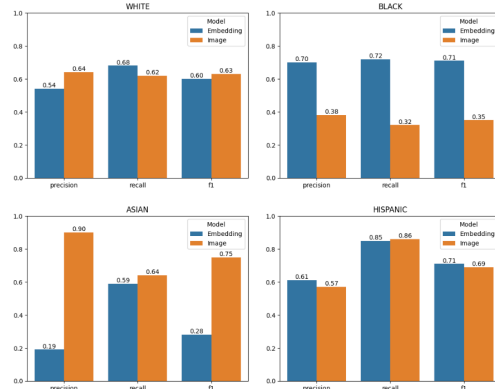 WHITE
1.0
0.8
0.6
0.4
0.2
0.0
Model
Embedding
Image
0.54
0.64
0.68
0.62
0.60
0.63
precision
recall
f1
BLACK
1.0
0.8
0.6
0.4
0.2
0.0
Model
Embedding
Image
0.70
0.38
0.72
0.32
0.71
0.35
precision
recall
f1
ASIAN
1.0
0.8
0.6
0.4
0.2
0.0
Model
Embedding
Image
0.19
0.90
0.59
0.64
0.28
0.75
precision
recall
f1
HISPANIC
1.0
0.8
0.6
0.4
0.2
0.0
Model
Embedding
Image
0.61
0.57
0.85
0.86
0.71
0.69
precision
recall
f1